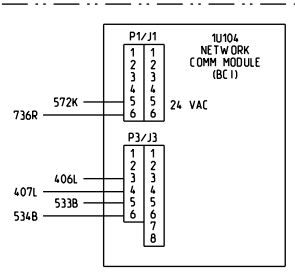 P1/J1
1U104
NETWORK
COMM MODULE
(BCI)
1 1
2 2
3 3
4 4
572K 5 5 24 VAC
736R 6 6
P3/J3
1 1
2 2
406L 3 3
407L 4 4
533B 5 5
534B 6 6
7
8